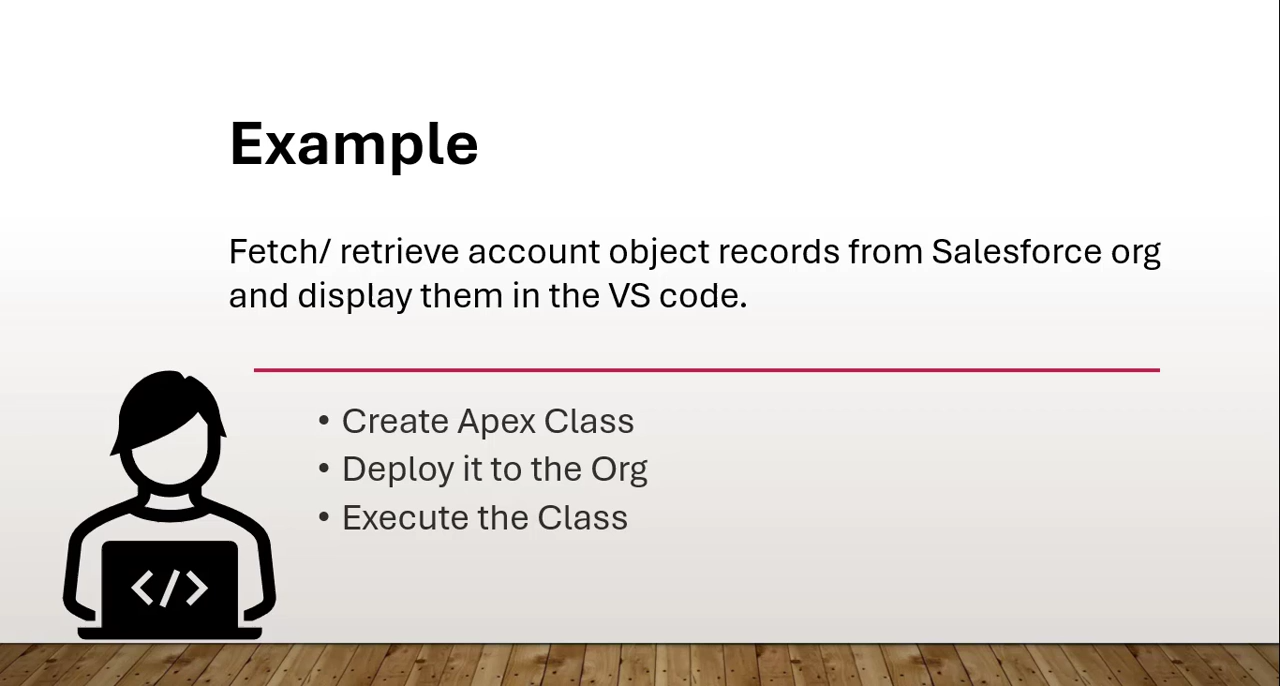 Example
Fetch/ retrieve account object records from Salesforce org
and display them in the VS code.
• Create Apex Class
• Deploy it to the Org
• Execute the Class
</>